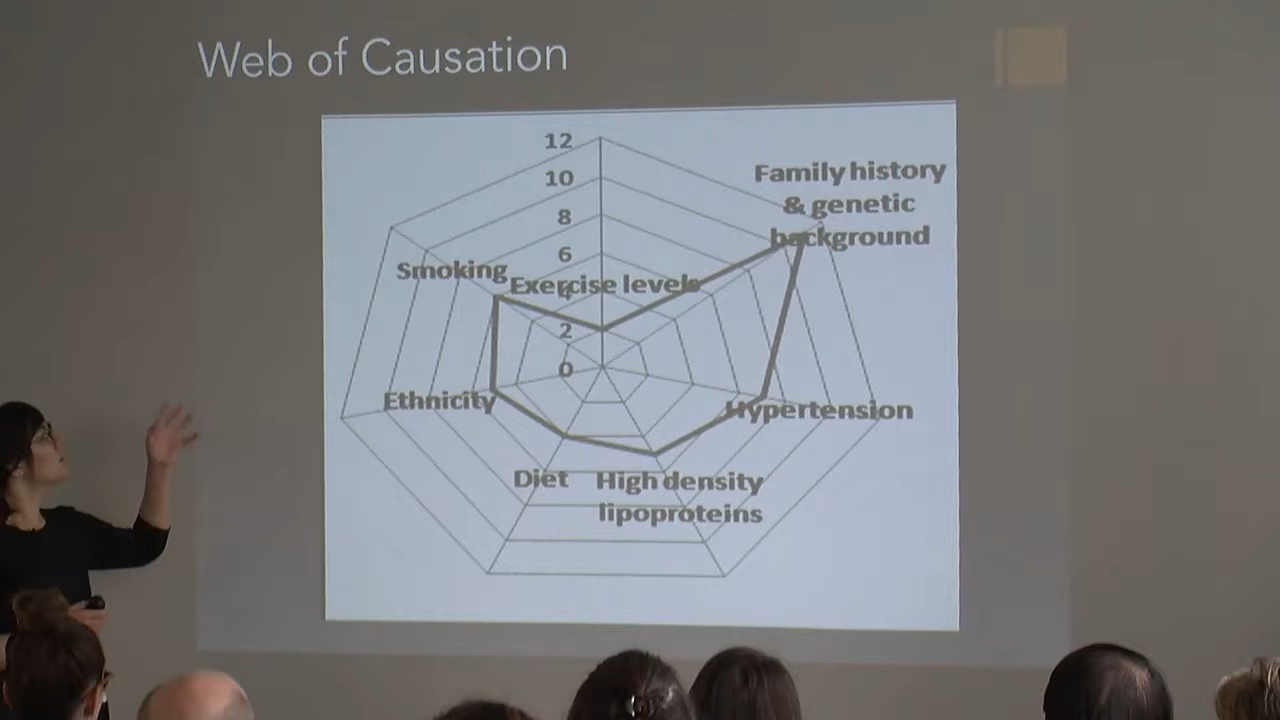 Web of Causation
12
10
8
6
4
2
0
Family history
& genetic
background
Smoking
Exercise levels
Ethnicity
Hypertension
Diet
High density
lipoproteins